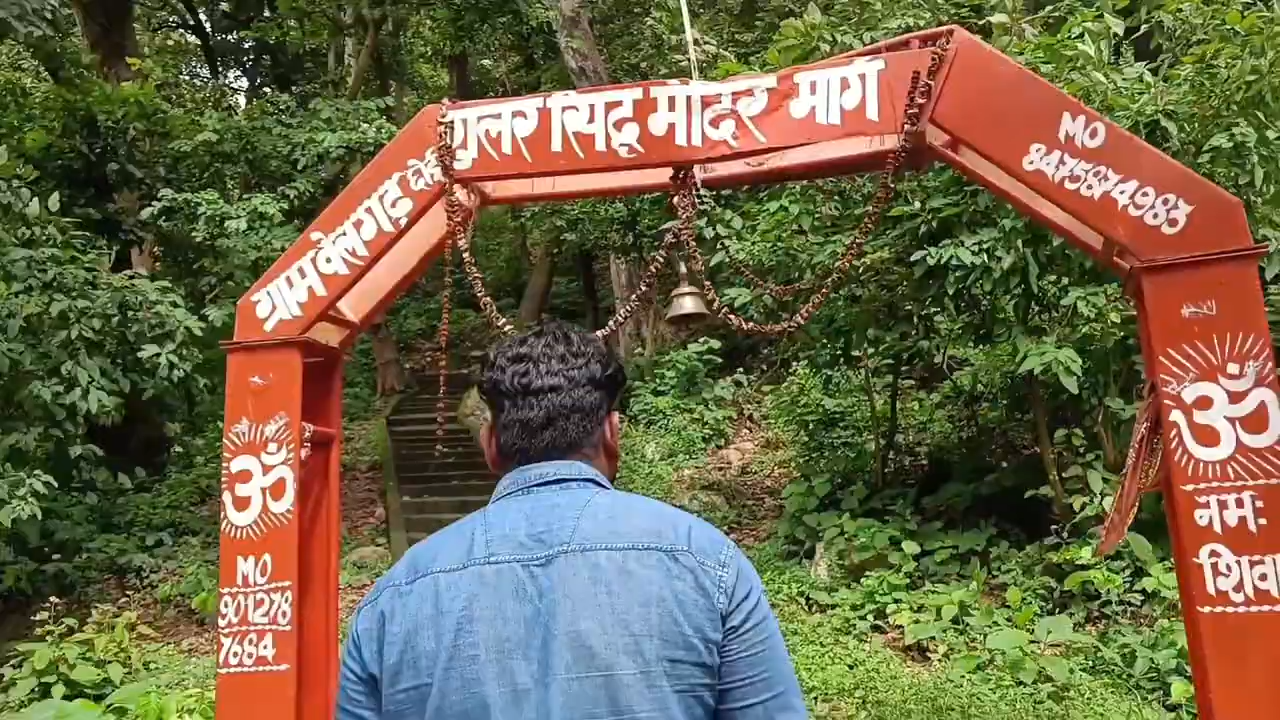 ग्राम वेलगढ़
गुलर सिद्ध मंदिर मार्ग
MO
8475874983
ॐ
MO
901278
7684
ॐ
नमः
शिवा